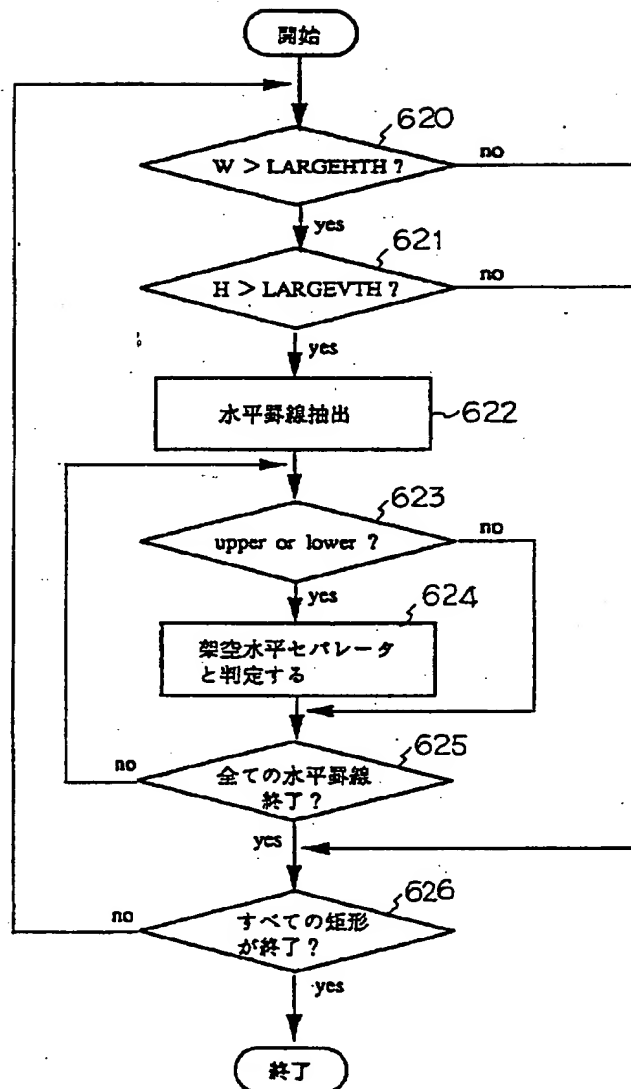 開始
620
W > LARGEHTH ?
no
yes
621
H > LARGEVTH ?
no
yes
水平罫線抽出
622
623
upper or lower ?
no
yes
624
架空水平セパレータ
と判定する
625
no
全ての水平罫線
終了？
yes
626
no
すべての矩形
が終了？
yes
終了